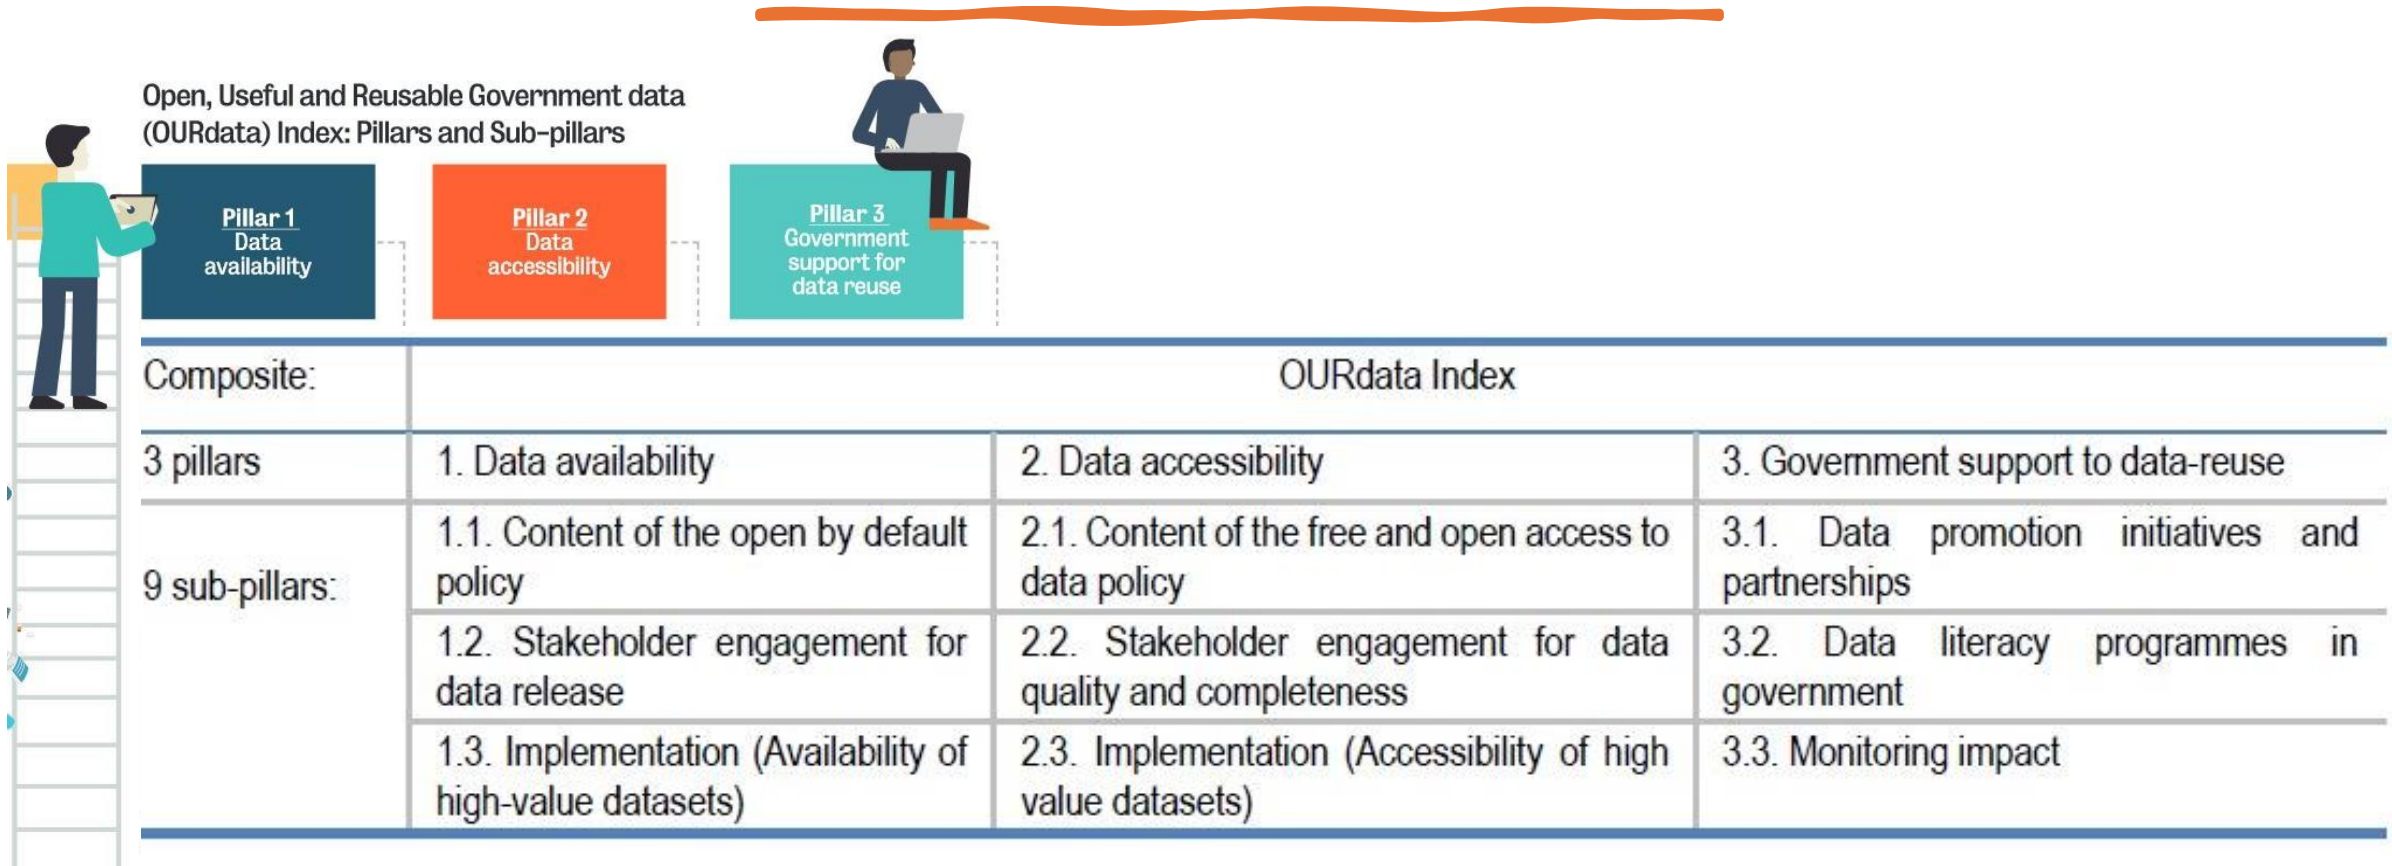 Open, Useful and Reusable Government data
(OURdata) Index: Pillars and Sub-pillars
Pillar 1
Data
availability
Pillar 2
Data
accessibility
Pillar 3
Government
support for
data reuse
Composite:
OURdata Index
3 pillars
1. Data availability
2. Data accessibility
3. Government support to data-reuse
9 sub-pillars:
1.1. Content of the open by default
policy
2.1. Content of the free and open access to
data policy
3.1. Data promotion initiatives and
partnerships
1.2. Stakeholder engagement for
data release
2.2. Stakeholder engagement for data
quality and completeness
3.2. Data literacy programmes in
government
1.3. Implementation (Availability of
high-value datasets)
2.3. Implementation (Accessibility of high
value datasets)
3.3. Monitoring impact